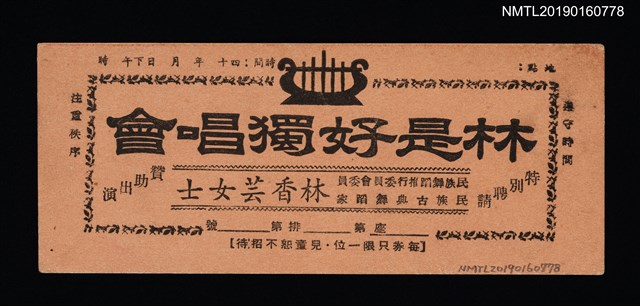 NMTL20190160778
地點：
時間：四十　年　月　日下午　時
遵守時間
注重秩序
林是好獨唱會
特別聘請
民族舞蹈推行委員會委員
民族古典舞蹈家
林香芸女士
贊助出演
第　座　第　排　號
【每券只限一位·兒童恕不招待】
NMTL20190160778